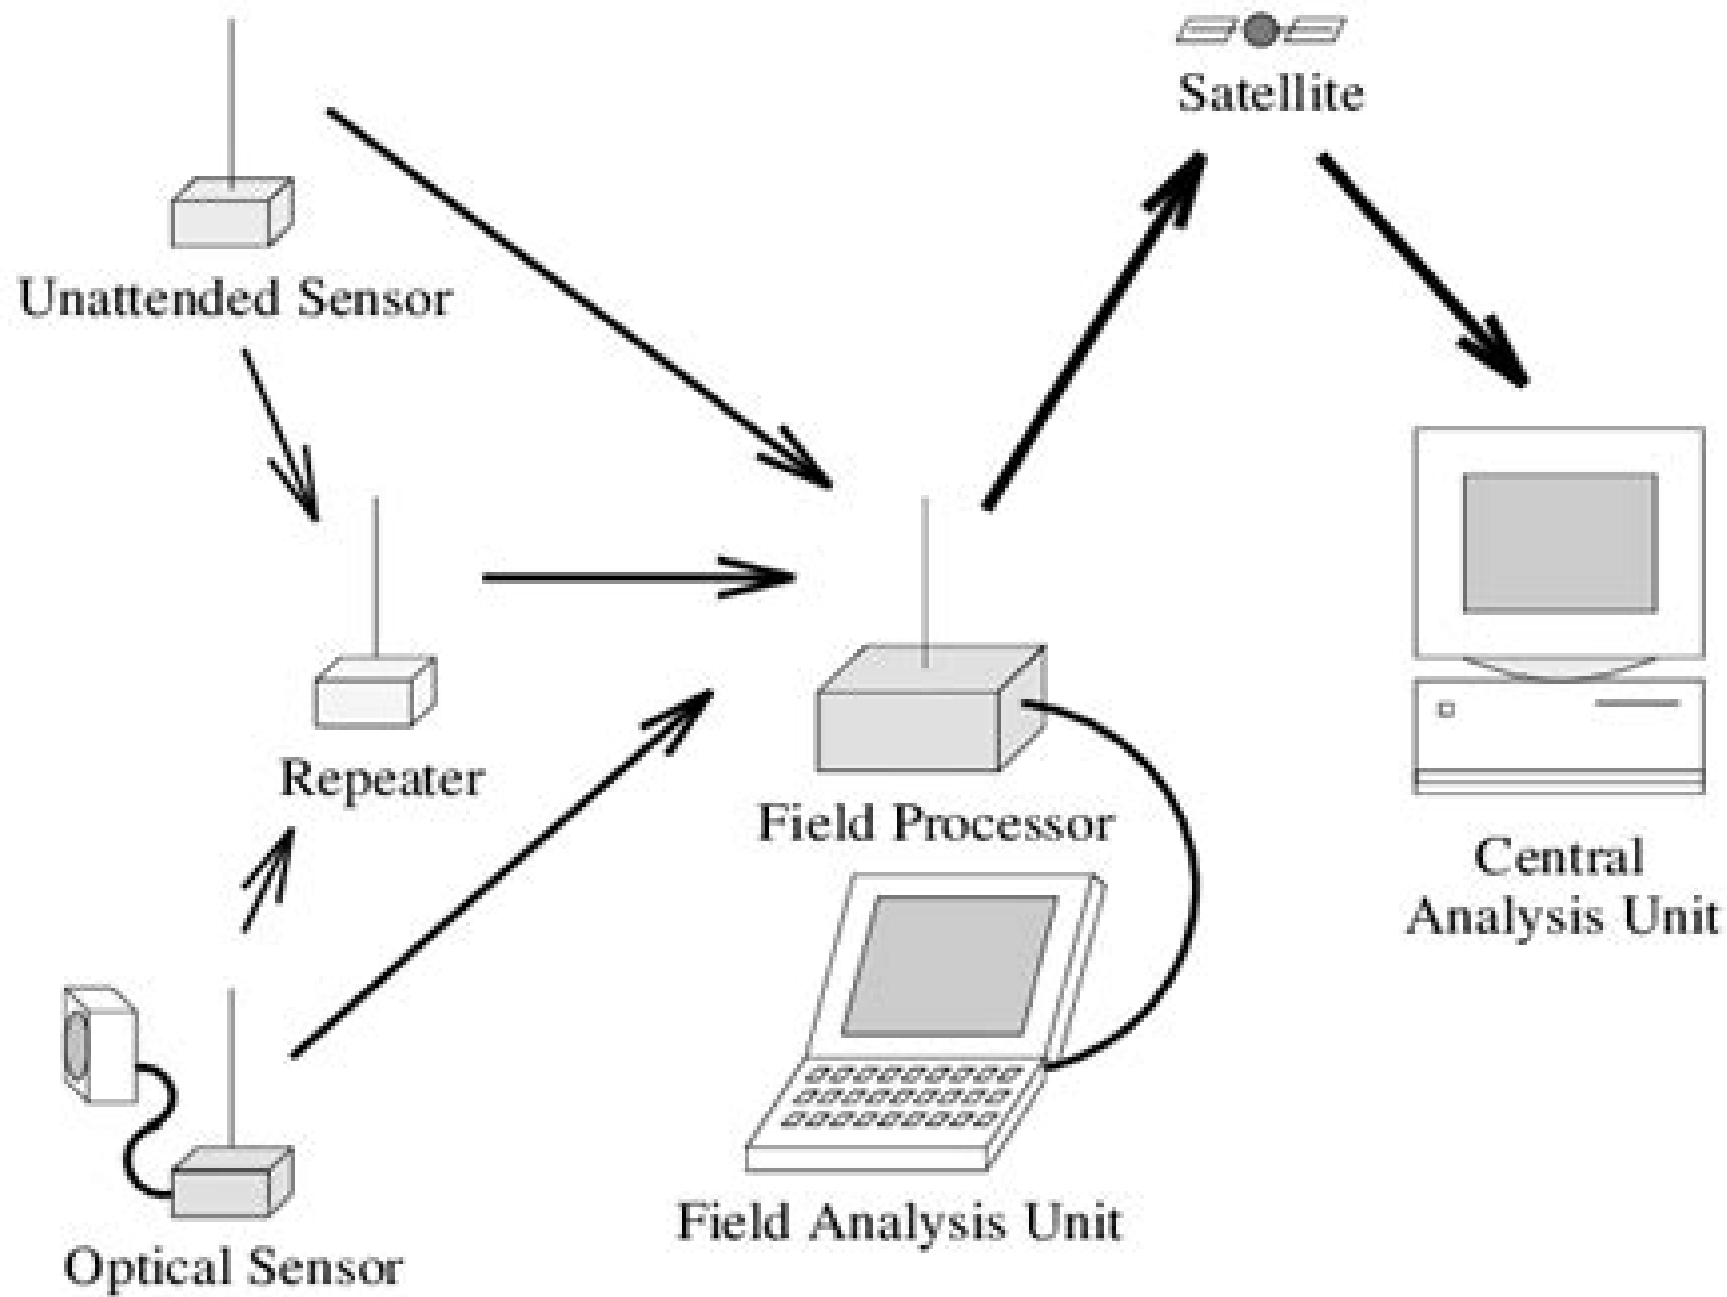 Satellite
Unattended Sensor
Repeater
Field Processor
Central
Analysis Unit
Field Analysis Unit
Optical Sensor